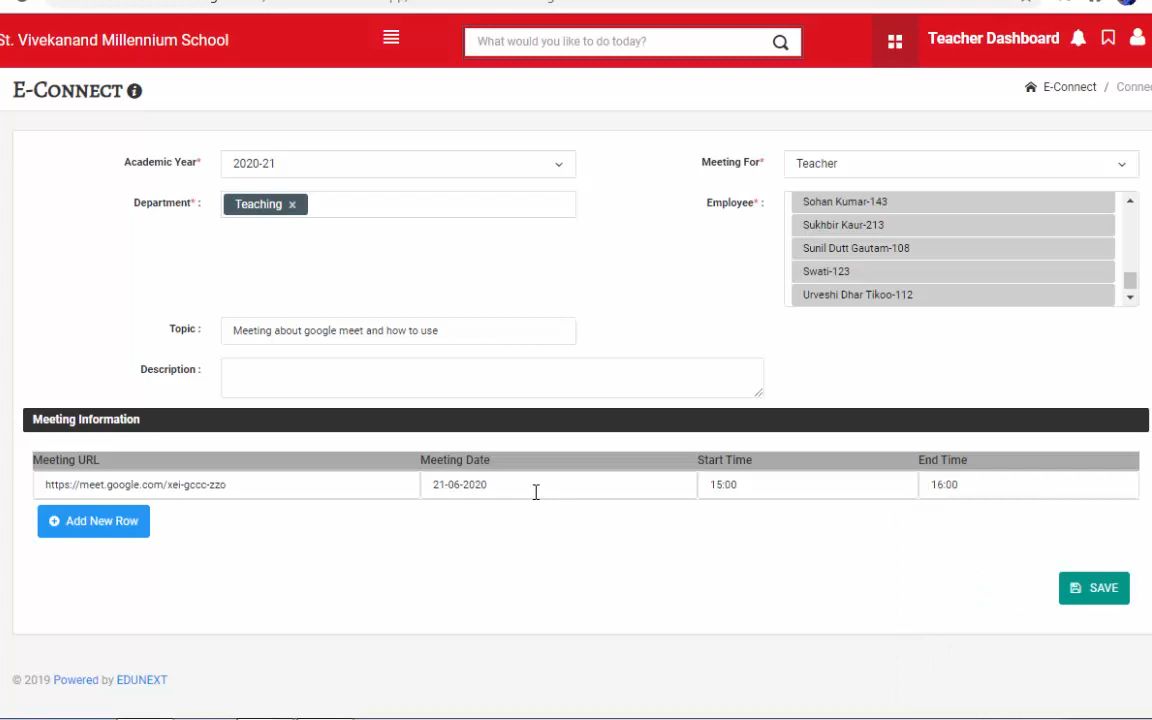 St. Vivekanand Millennium School
What would you like to do today?
Teacher Dashboard
E-Connect
E-Connect /
Academic Year*
2020-21
Meeting For*
Teacher
Department* :
Teaching ×
Employee* :
Sohan Kumar-143
Sukhbir Kaur-213
Sunil Dutt Gautam-108
Swati-123
Urveshi Dhar Tikoo-112
Topic :
Meeting about google meet and how to use
Description :
Meeting Information
Meeting URL Meeting Date Start Time End Time
https://meet.google.com/xei-gccc-zzo 21-06-2020 15:00 16:00
Add New Row
SAVE
© 2019 Powered by EDUNEXT